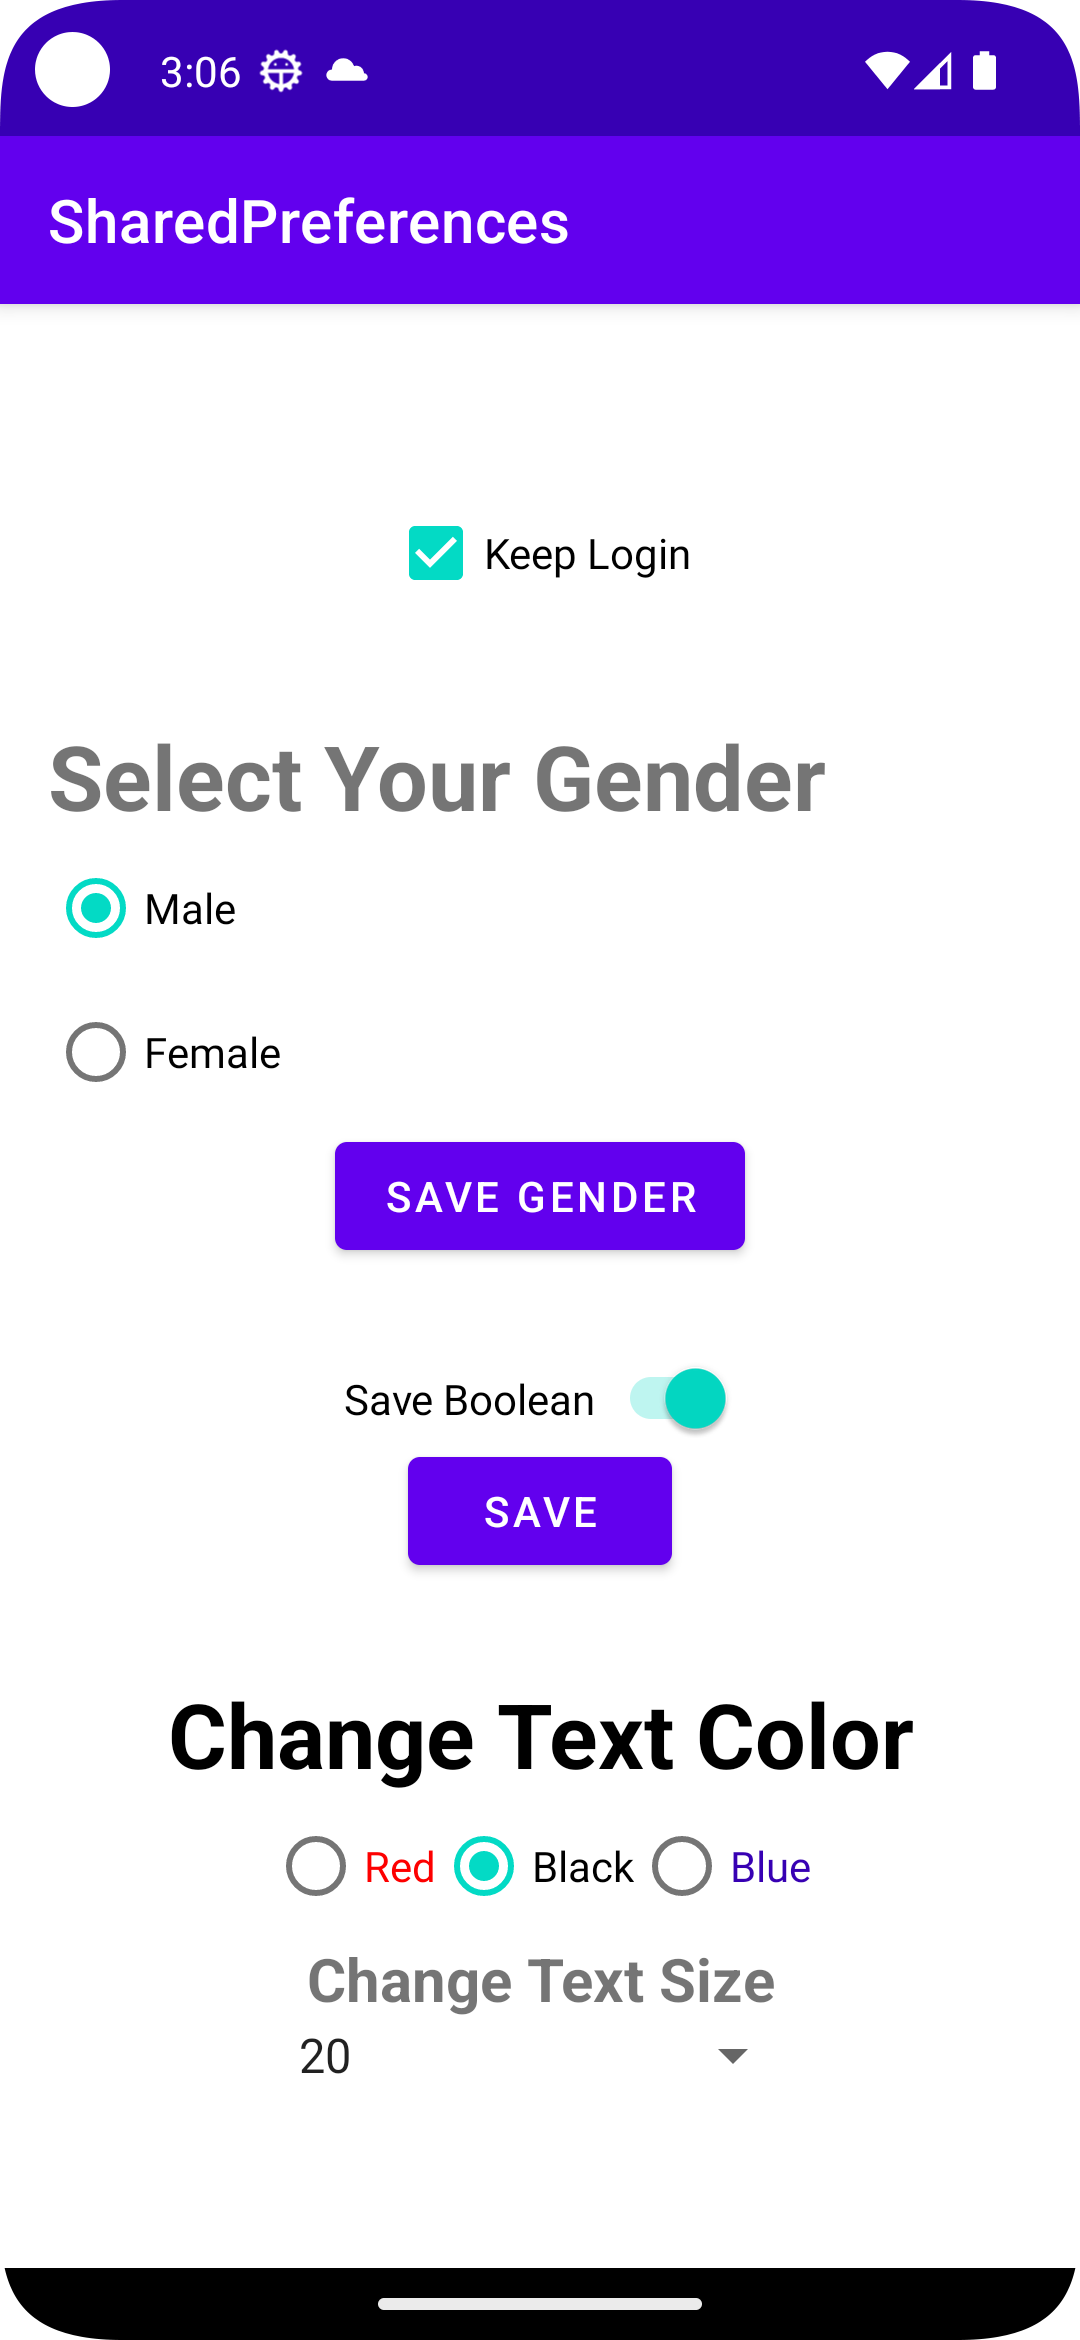 3:06
SharedPreferences
Keep Login
Select Your Gender
Male
Female
SAVE GENDER
Save Boolean
SAVE
Change Text Color
Red Black Blue
Change Text Size
20